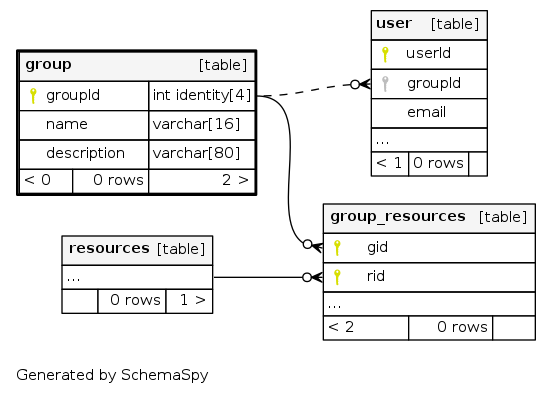 user [table]
userId
groupId
email
...
< 1 0 rows
group [table]
groupId int identity[4]
name varchar[16]
description varchar[80]
< 0 0 rows 2 >
group_resources [table]
gid
rid
...
< 2 0 rows
resources [table]
...
0 rows 1 >
Generated by SchemaSpy